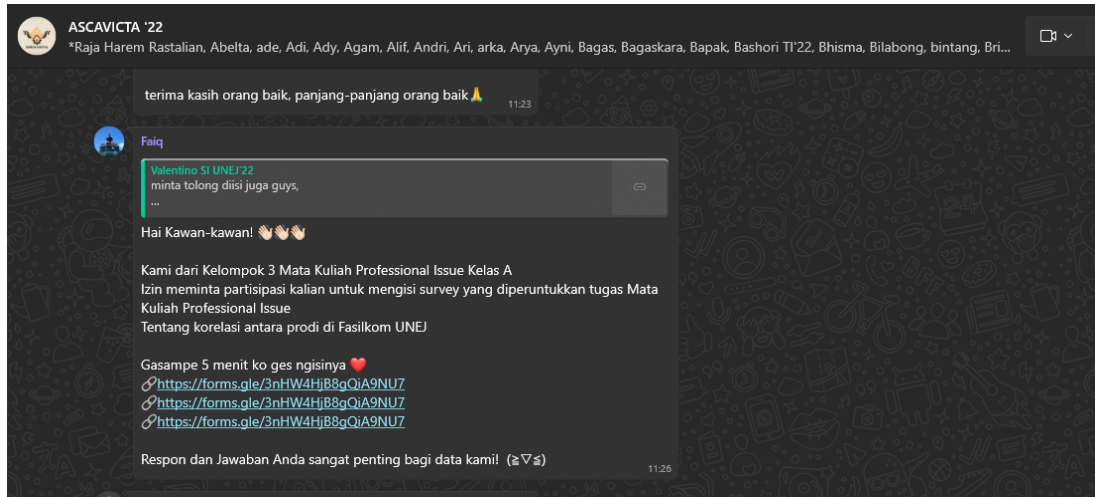 ASCAVICTA '22
*Raja Harem Rastalian, Abelta, ade, Adi, Ady, Agam, Alif, Andri, Ari, arka, Arya, Ayni, Bagas, Bagaskara, Bapak, Bashori TI'22, Bhisma, Bilabong, bintang, Bri...
terima kasih orang baik, panjang-panjang orang baik🙏
11:23
Faiq
Valentino SI UNEJ'22
minta tolong diisi juga guys,
...
Hai Kawan-kawan! 👋🏻👋🏻👋🏻
Kami dari Kelompok 3 Mata Kuliah Professional Issue Kelas A
Izin meminta partisipasi kalian untuk mengisi survey yang diperuntukkan tugas Mata
Kuliah Professional Issue
Tentang korelasi antara prodi di Fasilkom UNEJ
Gasampe 5 menit ko ges ngisinya ❤️
🔗https://forms.gle/3nHW4HjB8gQiA9NU7
🔗https://forms.gle/3nHW4HjB8gQiA9NU7
🔗https://forms.gle/3nHW4HjB8gQiA9NU7
Respon dan Jawaban Anda sangat penting bagi data kami! (≧▽≦)
11:26